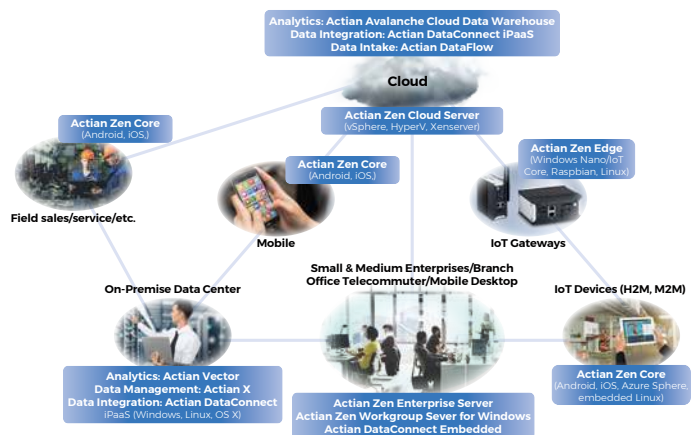 Analytics: Actian Avalanche Cloud Data Warehouse
Data Integration: Actian DataConnect iPaaS
Data Intake: Actian DataFlow
Cloud
Actian Zen Cloud Server
(vSphere, HyperV, Xenserver)
Actian Zen Core
(Android, iOS,)
Field sales/service/etc.
Actian Zen Core
(Android, iOS,)
Mobile
Actian Zen Edge
(Windows Nano/IoT
Core, Raspbian, Linux)
IoT Gateways
On-Premise Data Center
Analytics: Actian Vector
Data Management: Actian X
Data Integration: Actian DataConnect
iPaaS (Windows, Linux, OS X)
Small & Medium Enterprises/Branch
Office Telecommuter/Mobile Desktop
Actian Zen Enterprise Server
Actian Zen Workgroup Sever for Windows
Actian DataConnect Embedded
IoT Devices (H2M, M2M)
Actian Zen Core
(Android, iOS, Azure Sphere,
embedded Linux)